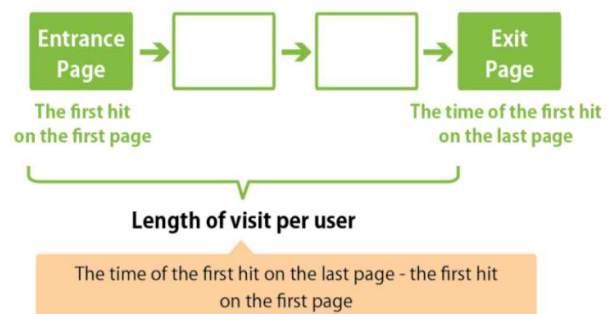 Entrance
Page
Exit
Page
The first hit
on the first page
The time of the first hit
on the last page
Length of visit per user
The time of the first hit on the last page - the first hit
on the first page